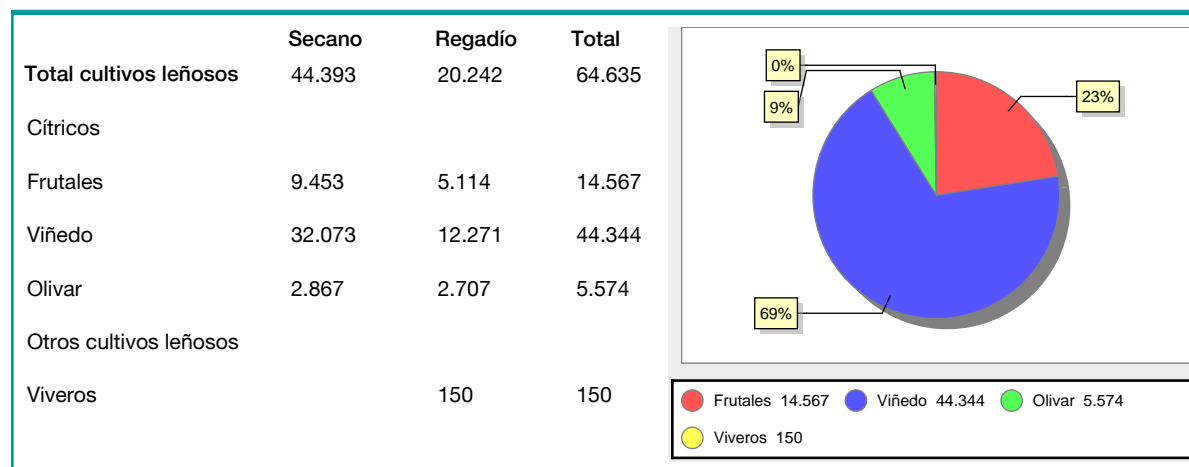 Secano Regadío Total
Total cultivos leñosos 44.393 20.242 64.635
Cítricos
Frutales 9.453 5.114 14.567
Viñedo 32.073 12.271 44.344
Olivar 2.867 2.707 5.574
Otros cultivos leñosos
Viveros 150 150
0%
9%
23%
69%
Frutales 14.567 Viñedo 44.344 Olivar 5.574
Viveros 150